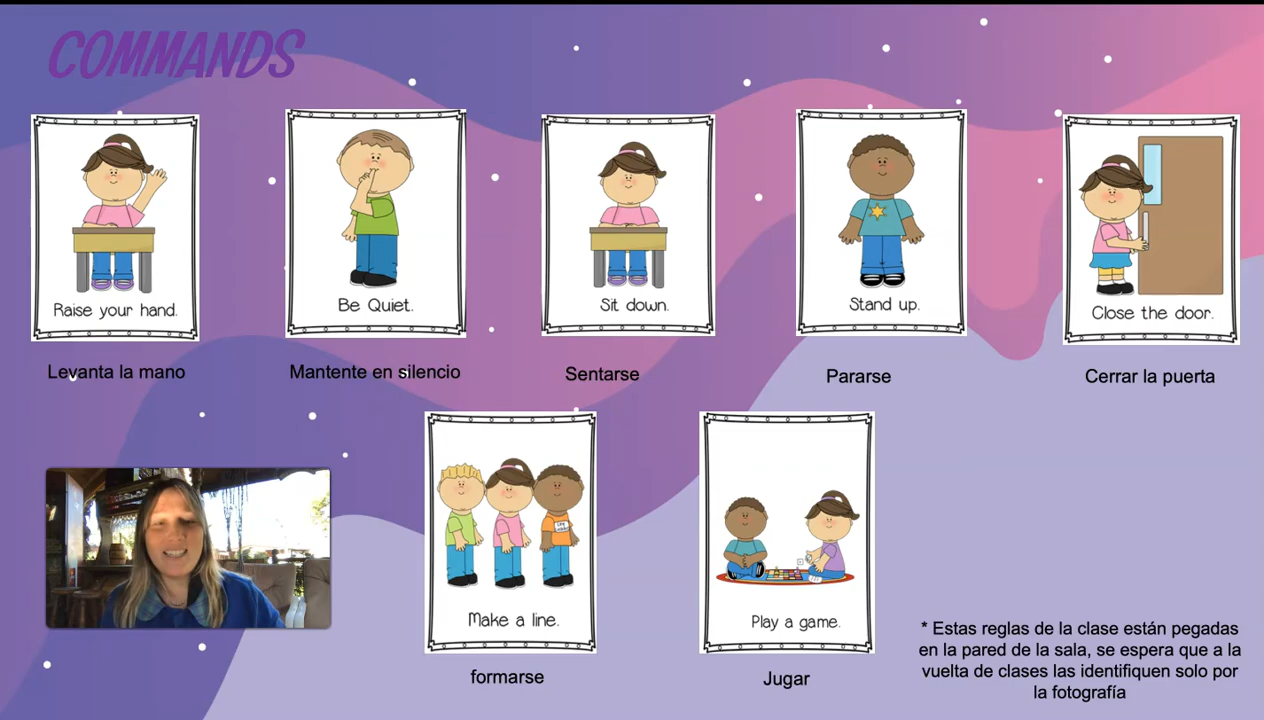 COMMANDS
Raise your hand.
Be Quiet.
Sit down.
Stand up.
Close the door.
Levanta la mano
Mantente en silencio
Sentarse
Pararse
Cerrar la puerta
Make a line.
Play a game.
formarse
Jugar
* Estas reglas de la clase están pegadas
en la pared de la sala, se espera que a la
vuelta de clases las identifiquen solo por
la fotografía